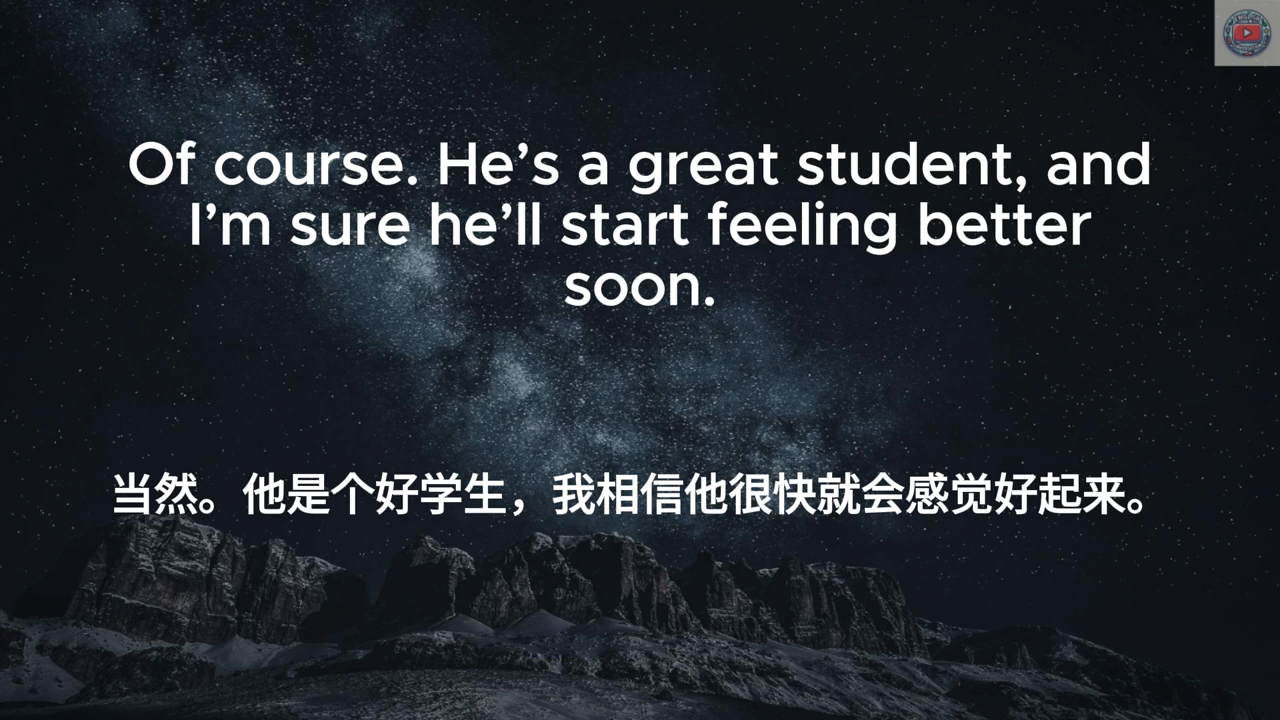 Of course. He’s a great student, and
I’m sure he’ll start feeling better
soon.
当然。他是个好学生，我相信他很快就会感觉好起来。